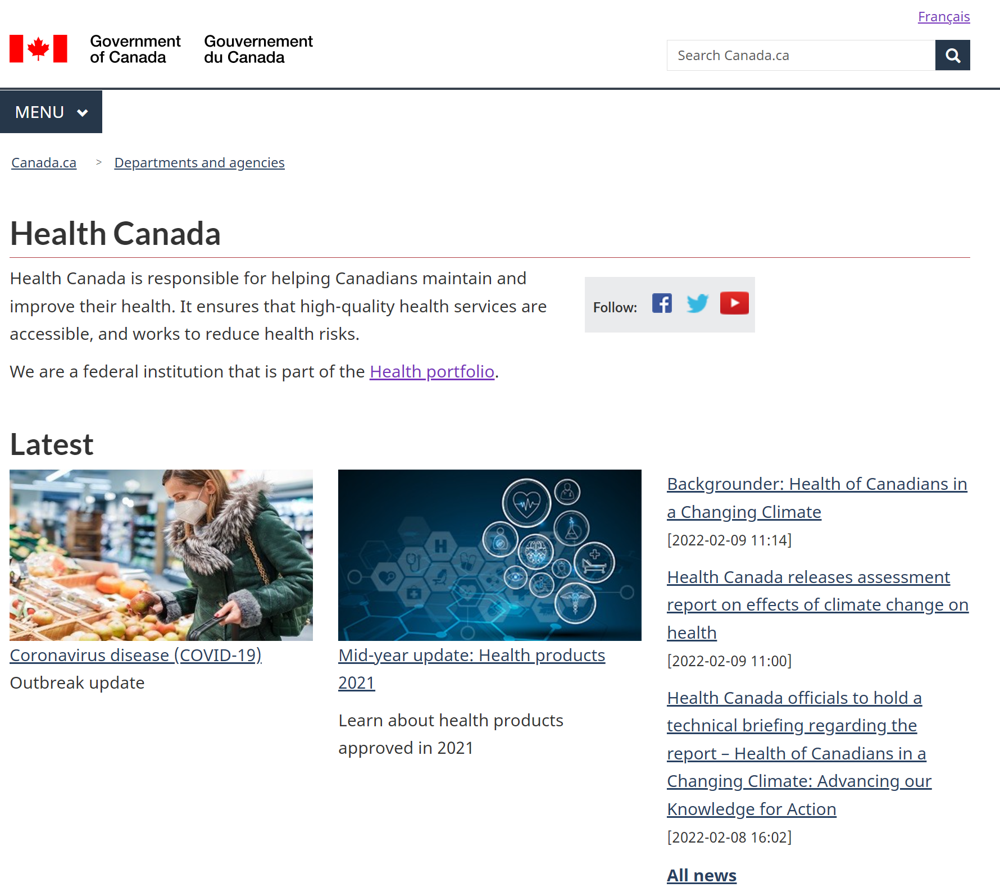 Français
Government of Canada
Gouvernement du Canada
Search Canada.ca
MENU
Canada.ca > Departments and agencies
Health Canada
Health Canada is responsible for helping Canadians maintain and
improve their health. It ensures that high-quality health services are
accessible, and works to reduce health risks.
Follow:
We are a federal institution that is part of the Health portfolio.
Latest
H
Coronavirus disease (COVID-19)
Outbreak update
Mid-year update: Health products
2021
Learn about health products
approved in 2021
Backgrounder: Health of Canadians in
a Changing Climate
[2022-02-09 11:14]
Health Canada releases assessment
report on effects of climate change on
health
[2022-02-09 11:00]
Health Canada officials to hold a
technical briefing regarding the
report – Health of Canadians in a
Changing Climate: Advancing our
Knowledge for Action
[2022-02-08 16:02]
All news